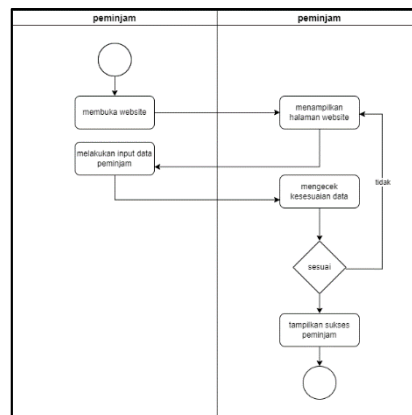 peminjam
peminjam
membuka website
menampilkan
halaman website
melakukan input data
peminjam
mengecek
kesesuaian data
tidak
sesuai
tampilkan sukses
peminjam